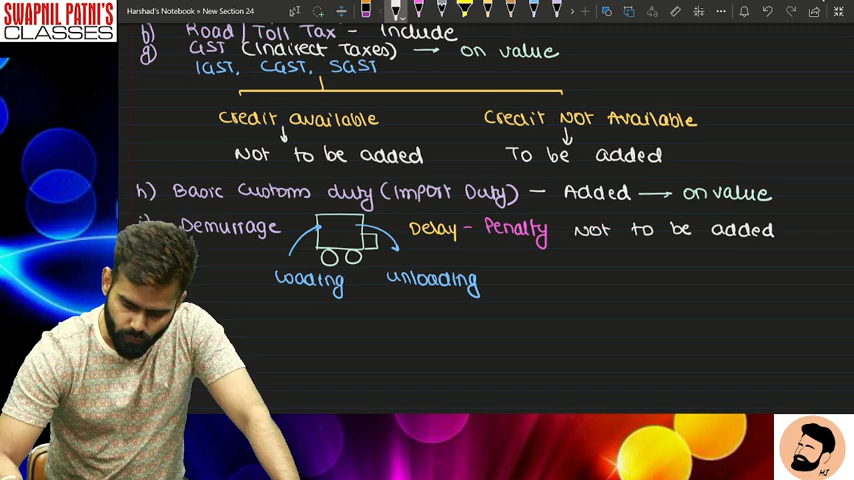 SWAPNIL PATNI'S
CLASSES
Harshad's Notebook » New Section 24
f) Road / Toll Tax - Include
g) GST (Indirect Taxes) → on value
IGST, CGST, SGST
Credit available Credit Not Available
Not to be added To be added
h) Basic Customs duty (Import Duty) - Added → on value
i) Demurrage Delay - Penalty Not to be added
Loading unloading
HS